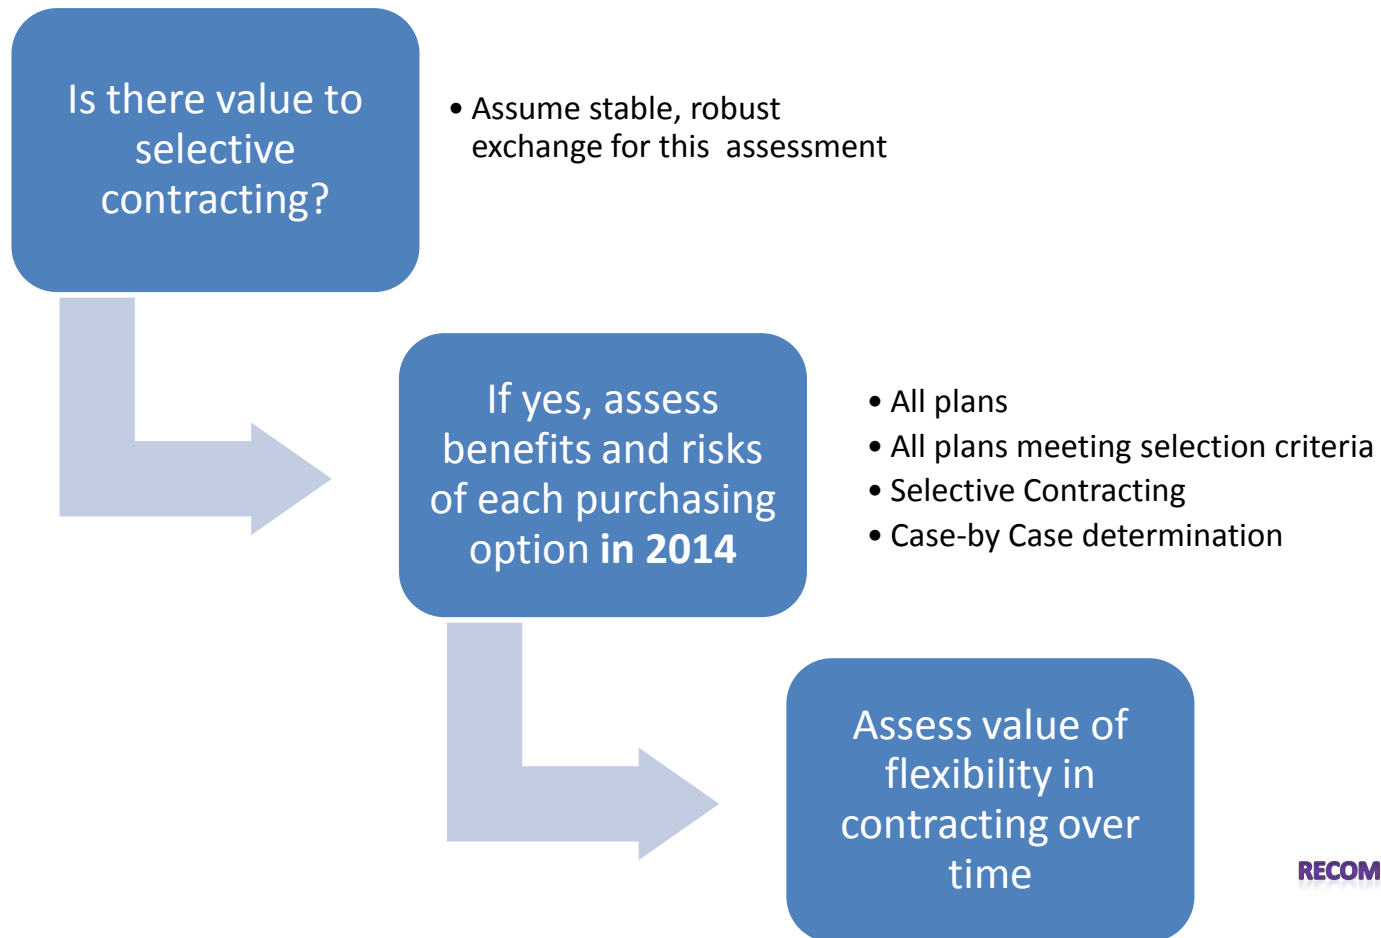 Is there value to
selective
contracting?
• Assume stable, robust
exchange for this assessment
If yes, assess
benefits and risks
of each purchasing
option in 2014
• All plans
• All plans meeting selection criteria
• Selective Contracting
• Case-by Case determination
Assess value of
flexibility in
contracting over
time
RECOM